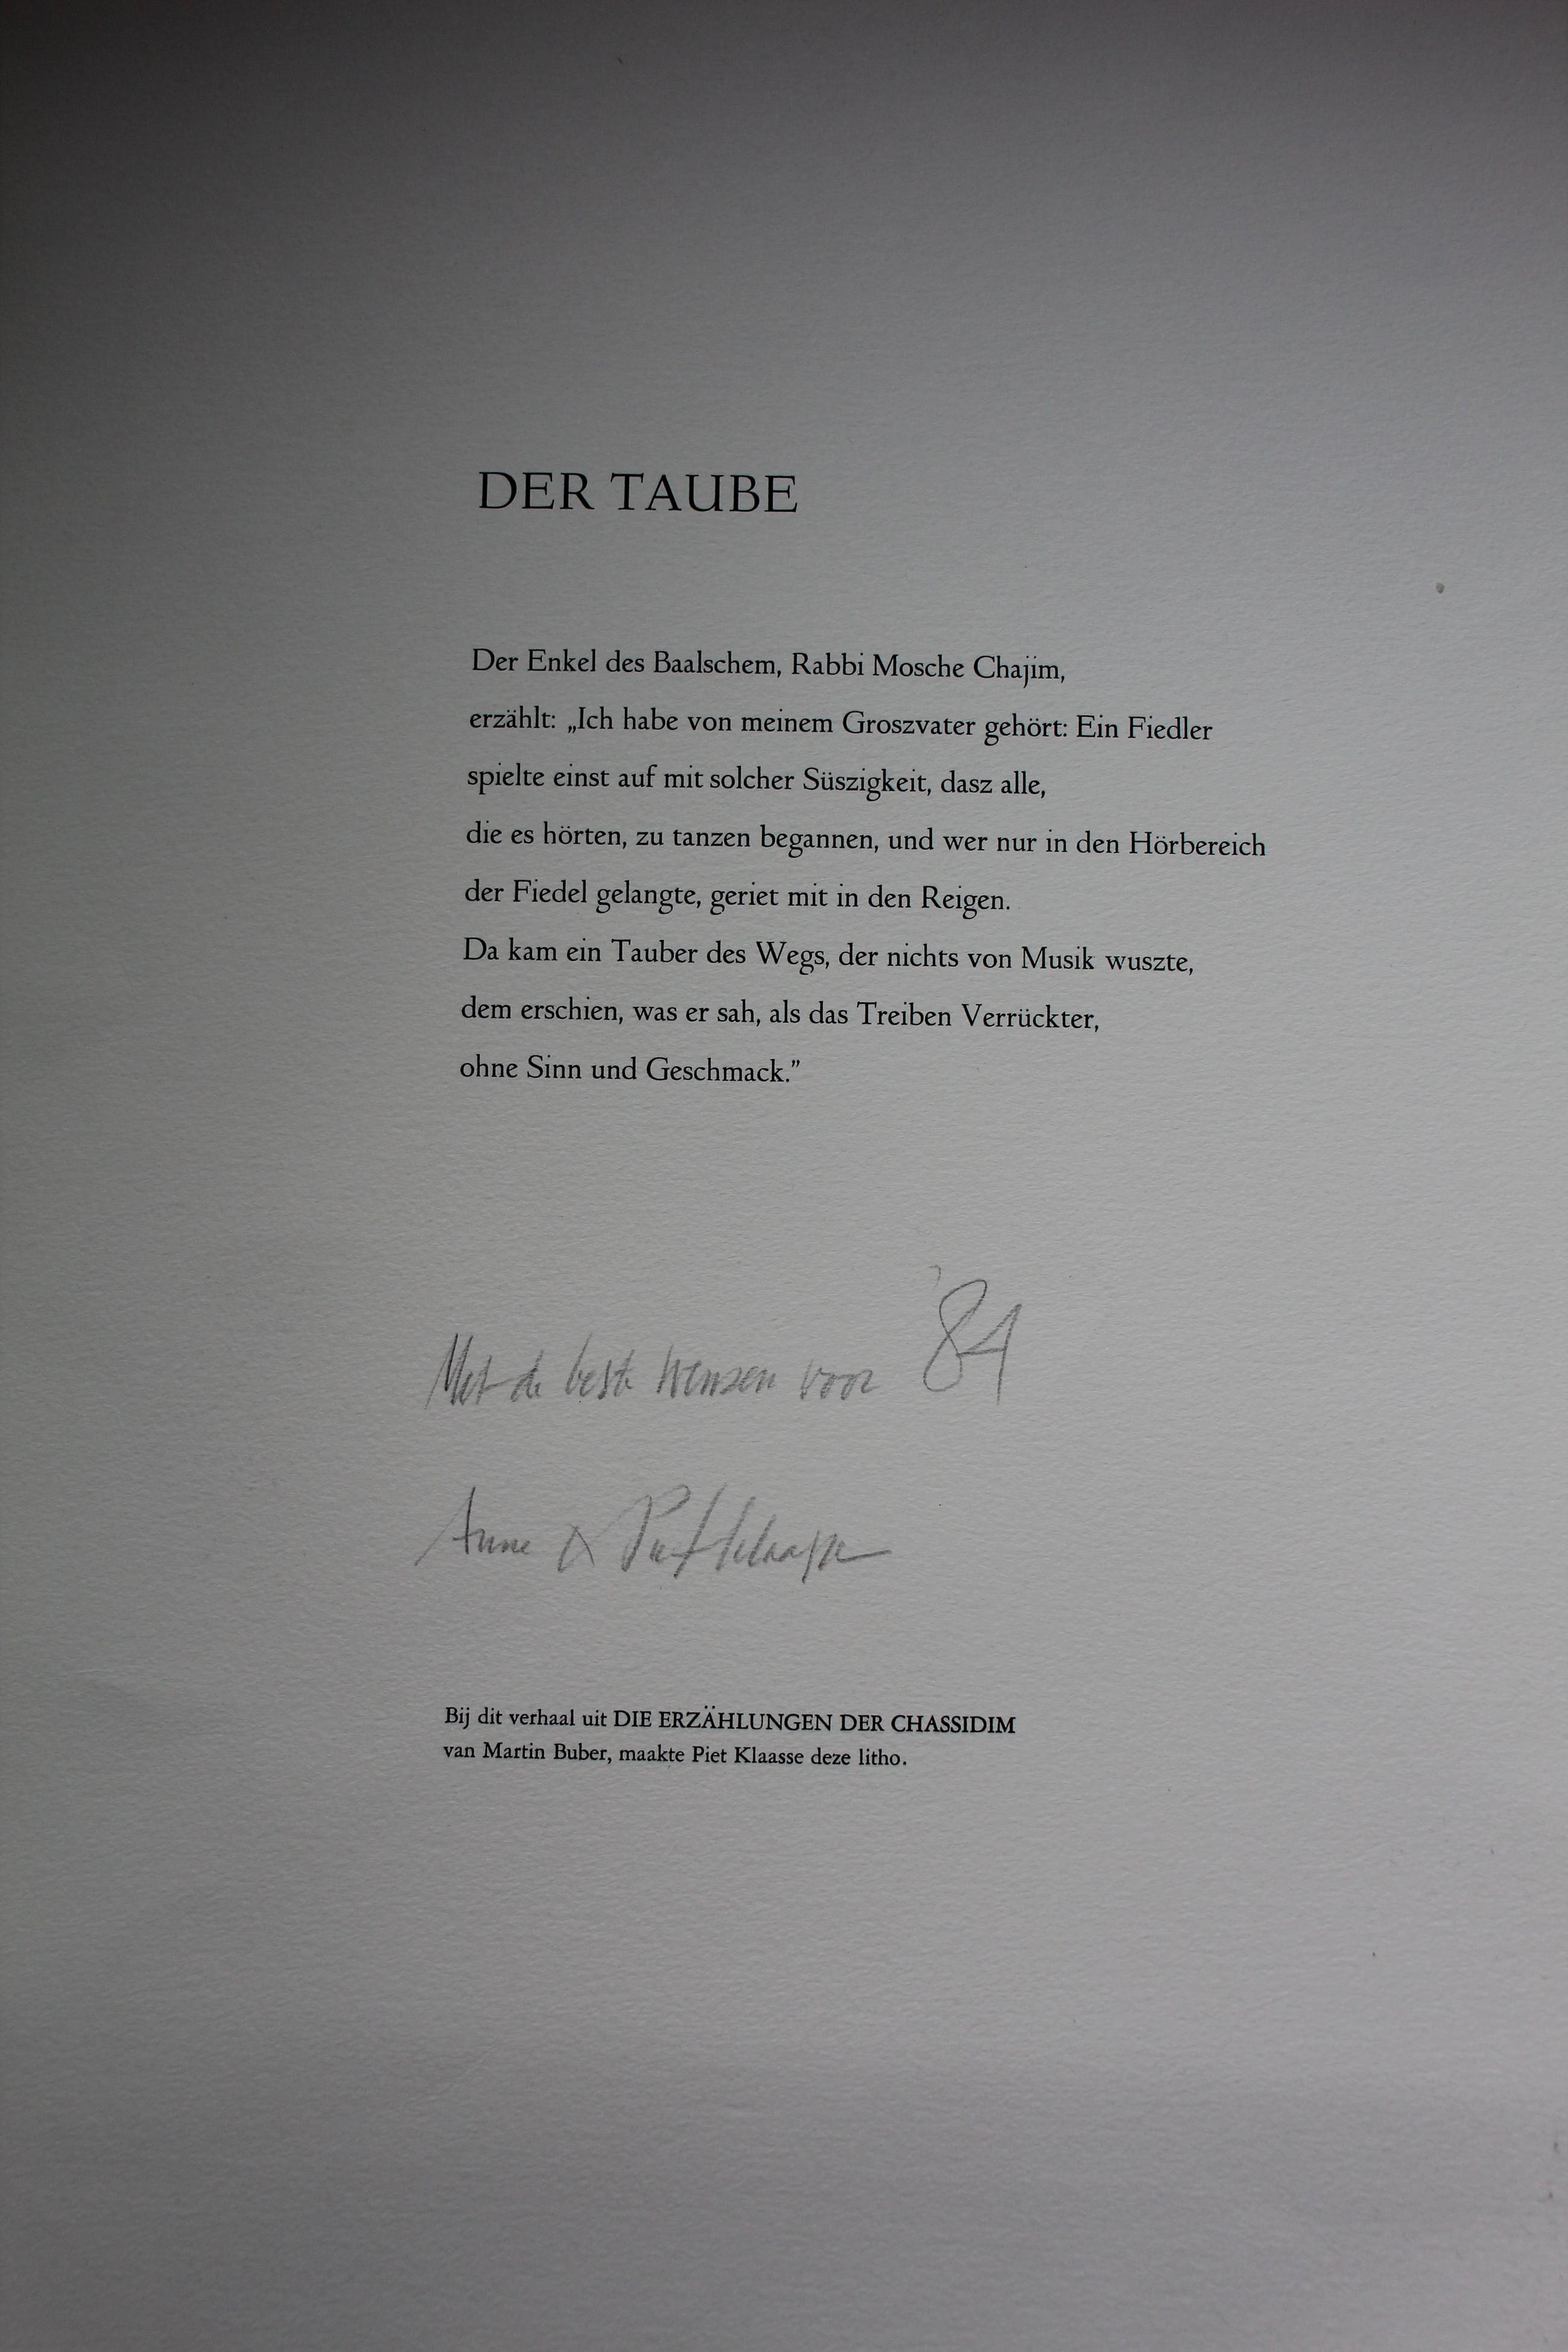 DER TAUBE
Der Enkel des Baalschem, Rabbi Mosche Chajim,
erzählt: „Ich habe von meinem Groszvater gehört: Ein Fiedler
spielte einst auf mit solcher Süszigkeit, dasz alle,
die es hörten, zu tanzen begannen, und wer nur in den Hörbereich
der Fiedel gelangte, geriet mit in den Reigen.
Da kam ein Tauber des Wegs, der nichts von Musik wuszte,
dem erschien, was er sah, als das Treiben Verrückter,
ohne Sinn und Geschmack.”
Met de beste wensen voor '84
Anne & Piet Klaasse
Bij dit verhaal uit DIE ERZÄHLUNGEN DER CHASSIDIM
van Martin Buber, maakte Piet Klaasse deze litho.